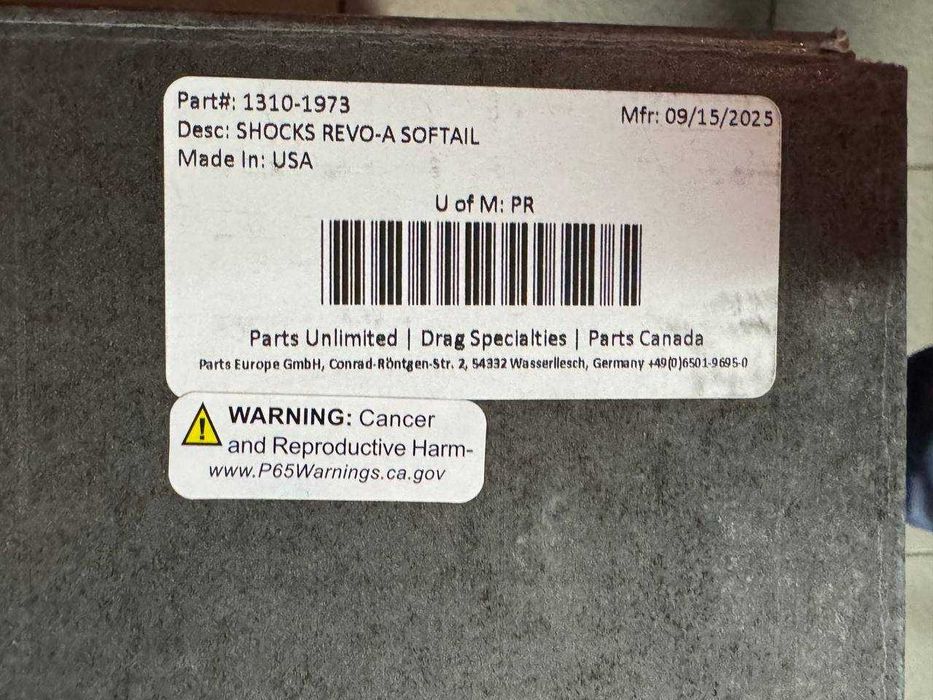 Part#: 1310-1973
Mfr: 09/15/2025
Desc: SHOCKS REVO-A SOFTAIL
Made In: USA
U of M: PR
Parts Unlimited | Drag Specialties | Parts Canada
Parts Europe GmbH, Conrad-Röntgen-Str. 2, 54332 Wasserllesch, Germany +49(0)6501-9695-0
WARNING: Cancer
and Reproductive Harm-
www.P65Warnings.ca.gov